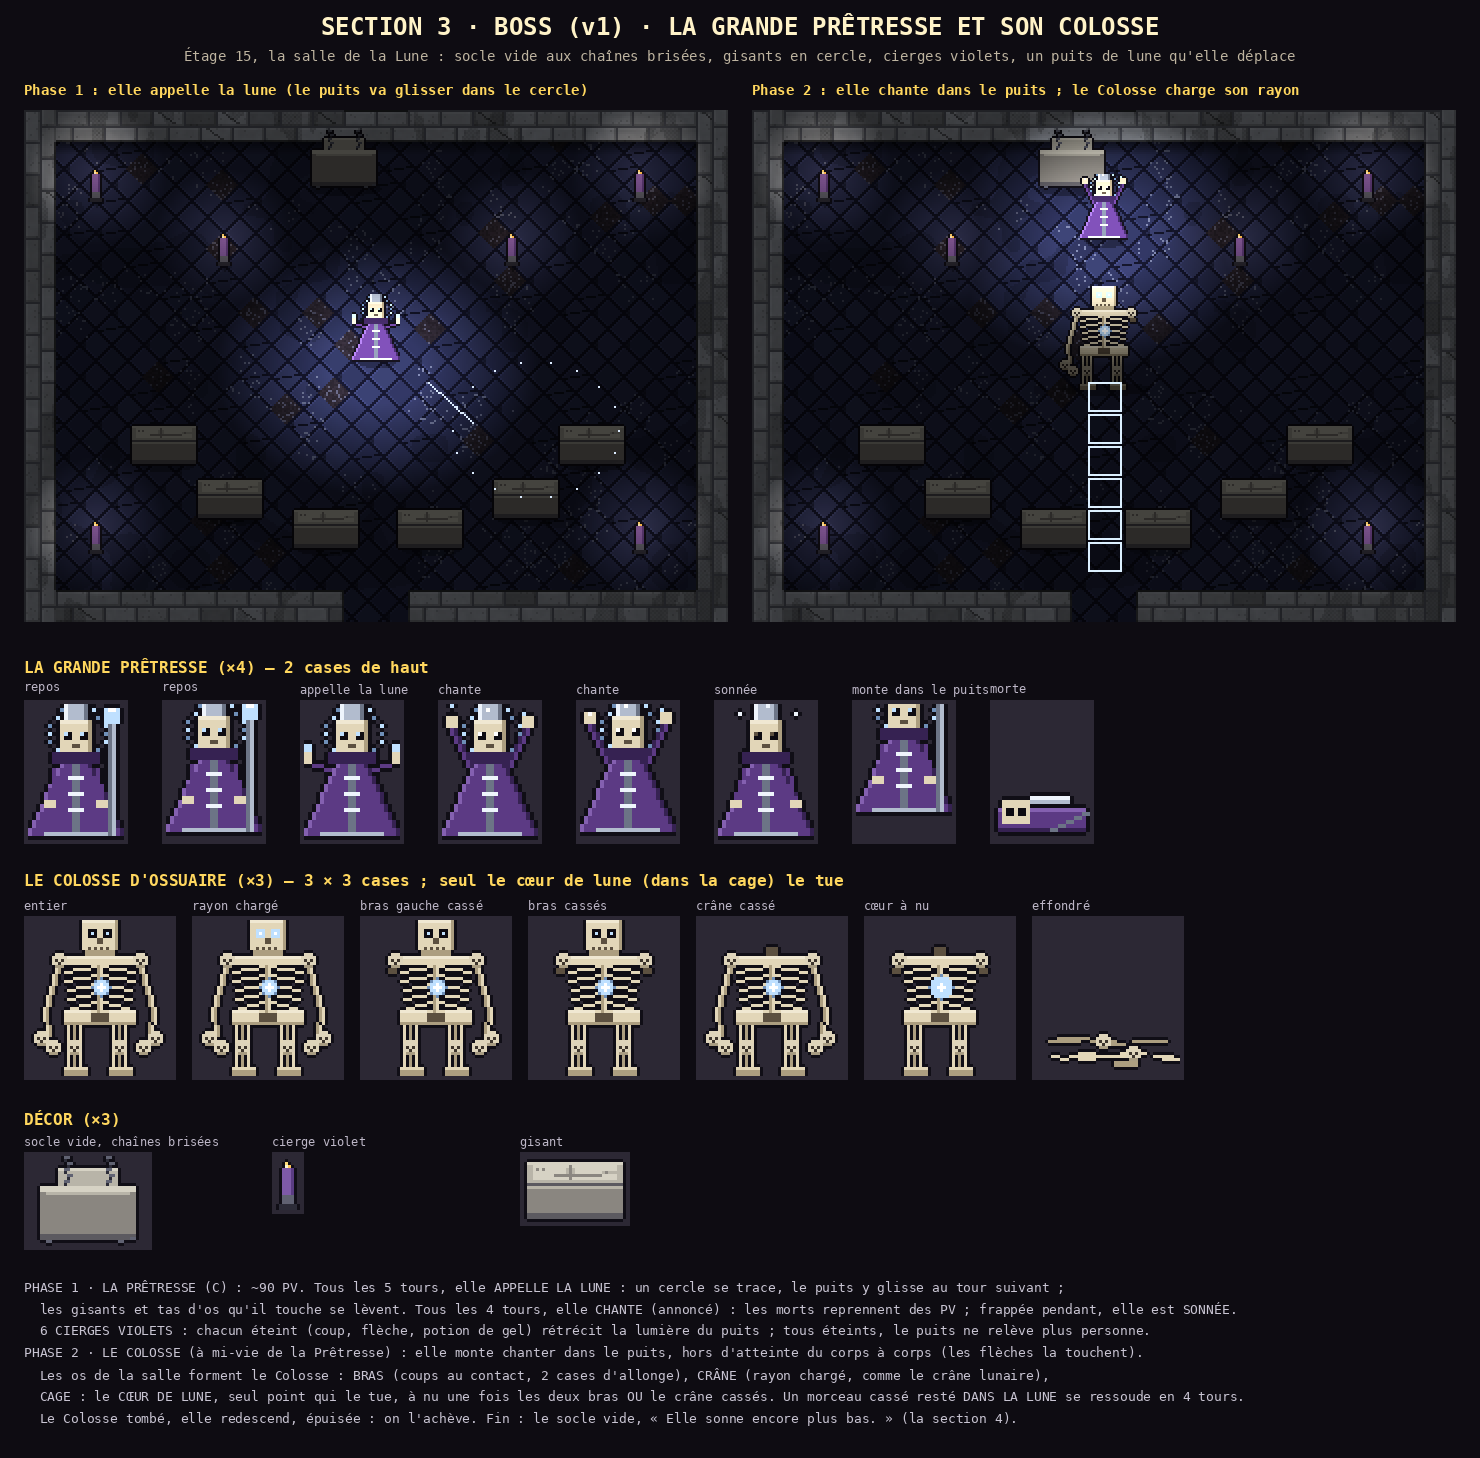 SECTION 3 · BOSS (v1) · LA GRANDE PRÊTRESSE ET SON COLOSSE
Étage 15, la salle de la Lune : socle vide aux chaînes brisées, gisants en cercle, cierges violets, un puits de lune qu'elle déplace
Phase 1 : elle appelle la lune (le puits va glisser dans le cercle)
Phase 2 : elle chante dans le puits ; le Colosse charge son rayon
LA GRANDE PRÊTRESSE (×4) — 2 cases de haut
repos
repos
appelle la lune
chante
chante
sonnée
monte dans le puits
morte
LE COLOSSE D'OSSUAIRE (×3) — 3 × 3 cases ; seul le cœur de lune (dans la cage) le tue
entier
rayon chargé
bras gauche cassé
bras cassés
crâne cassé
cœur à nu
effondré
DÉCOR (×3)
socle vide, chaînes brisées
cierge violet
gisant
PHASE 1 · LA PRÊTRESSE (C) : ~90 PV. Tous les 5 tours, elle APPELLE LA LUNE : un cercle se trace, le puits y glisse au tour suivant ;
les gisants et tas d'os qu'il touche se lèvent. Tous les 4 tours, elle CHANTE (annoncé) : les morts reprennent des PV ; frappée pendant, elle est SONNÉE.
6 CIERGES VIOLETS : chacun éteint (coup, flèche, potion de gel) rétrécit la lumière du puits ; tous éteints, le puits ne relève plus personne.
PHASE 2 · LE COLOSSE (à mi-vie de la Prêtresse) : elle monte chanter dans le puits, hors d'atteinte du corps à corps (les flèches la touchent).
Les os de la salle forment le Colosse : BRAS (coups au contact, 2 cases d'allonge), CRÂNE (rayon chargé, comme le crâne lunaire),
CAGE : le CŒUR DE LUNE, seul point qui le tue, à nu une fois les deux bras OU le crâne cassés. Un morceau cassé resté DANS LA LUNE se ressoude en 4 tours.
Le Colosse tombé, elle redescend, épuisée : on l'achève. Fin : le socle vide, « Elle sonne encore plus bas. » (la section 4).